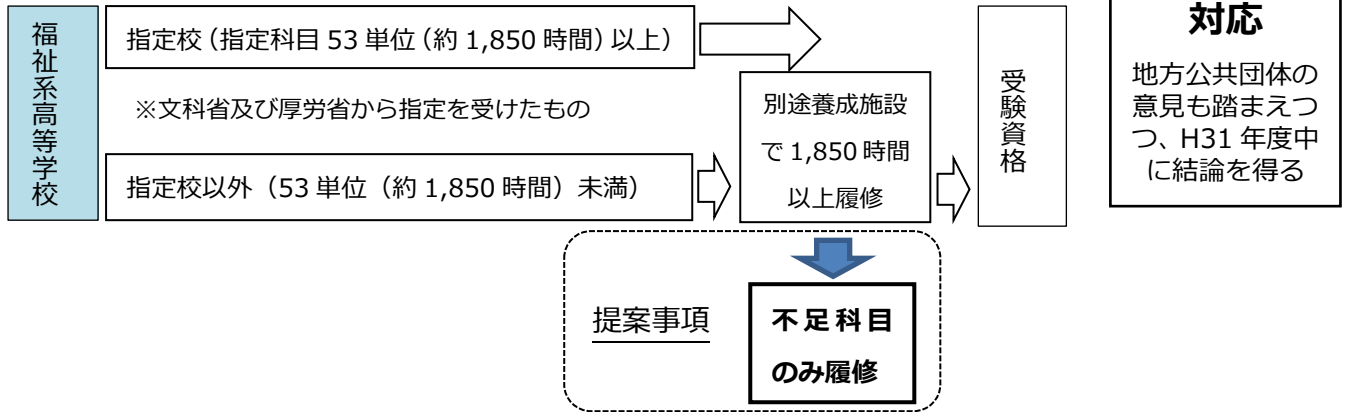 福祉系高等学校
指定校（指定科目 53 単位（約 1,850 時間）以上）
※文科省及び厚労省から指定を受けたもの
指定校以外（53 単位（約 1,850 時間）未満）
別途養成施設
で 1,850 時間
以上履修
受験資格
提案事項
不足科目
のみ履修
対応
地方公共団体の
意見も踏まえつ
つ、H31 年度中
に結論を得る